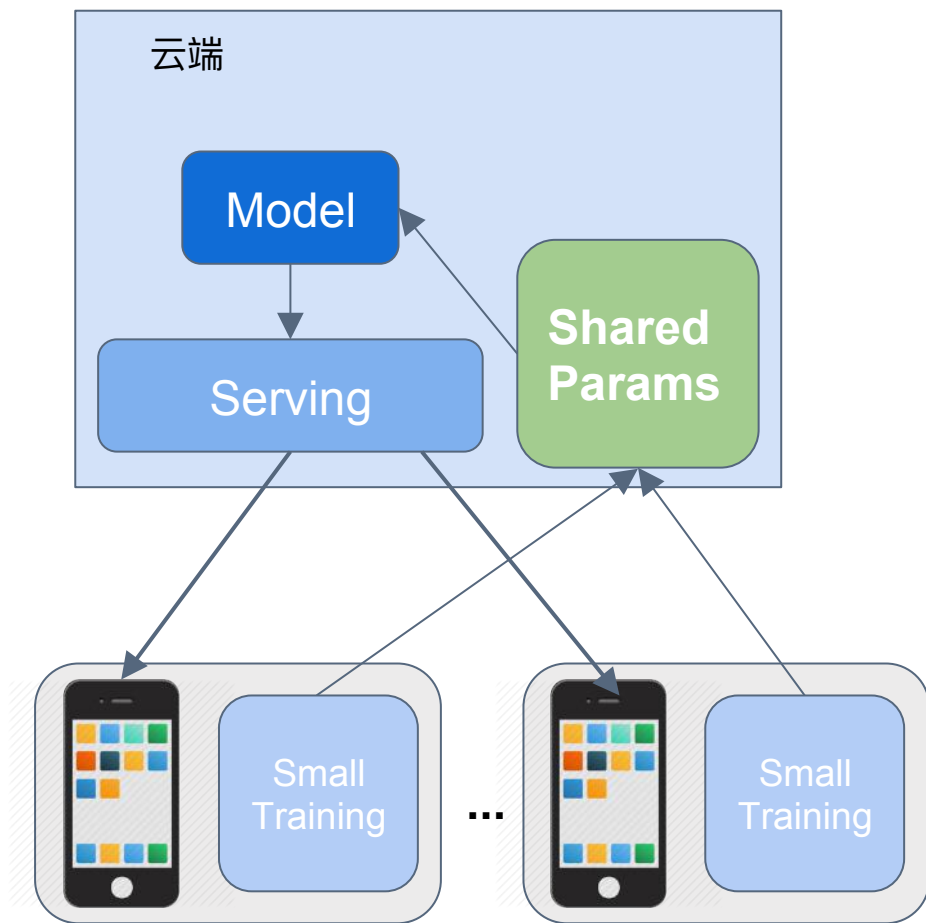 云端
Model
Shared
Params
Serving
Small
Training
...
Small
Training